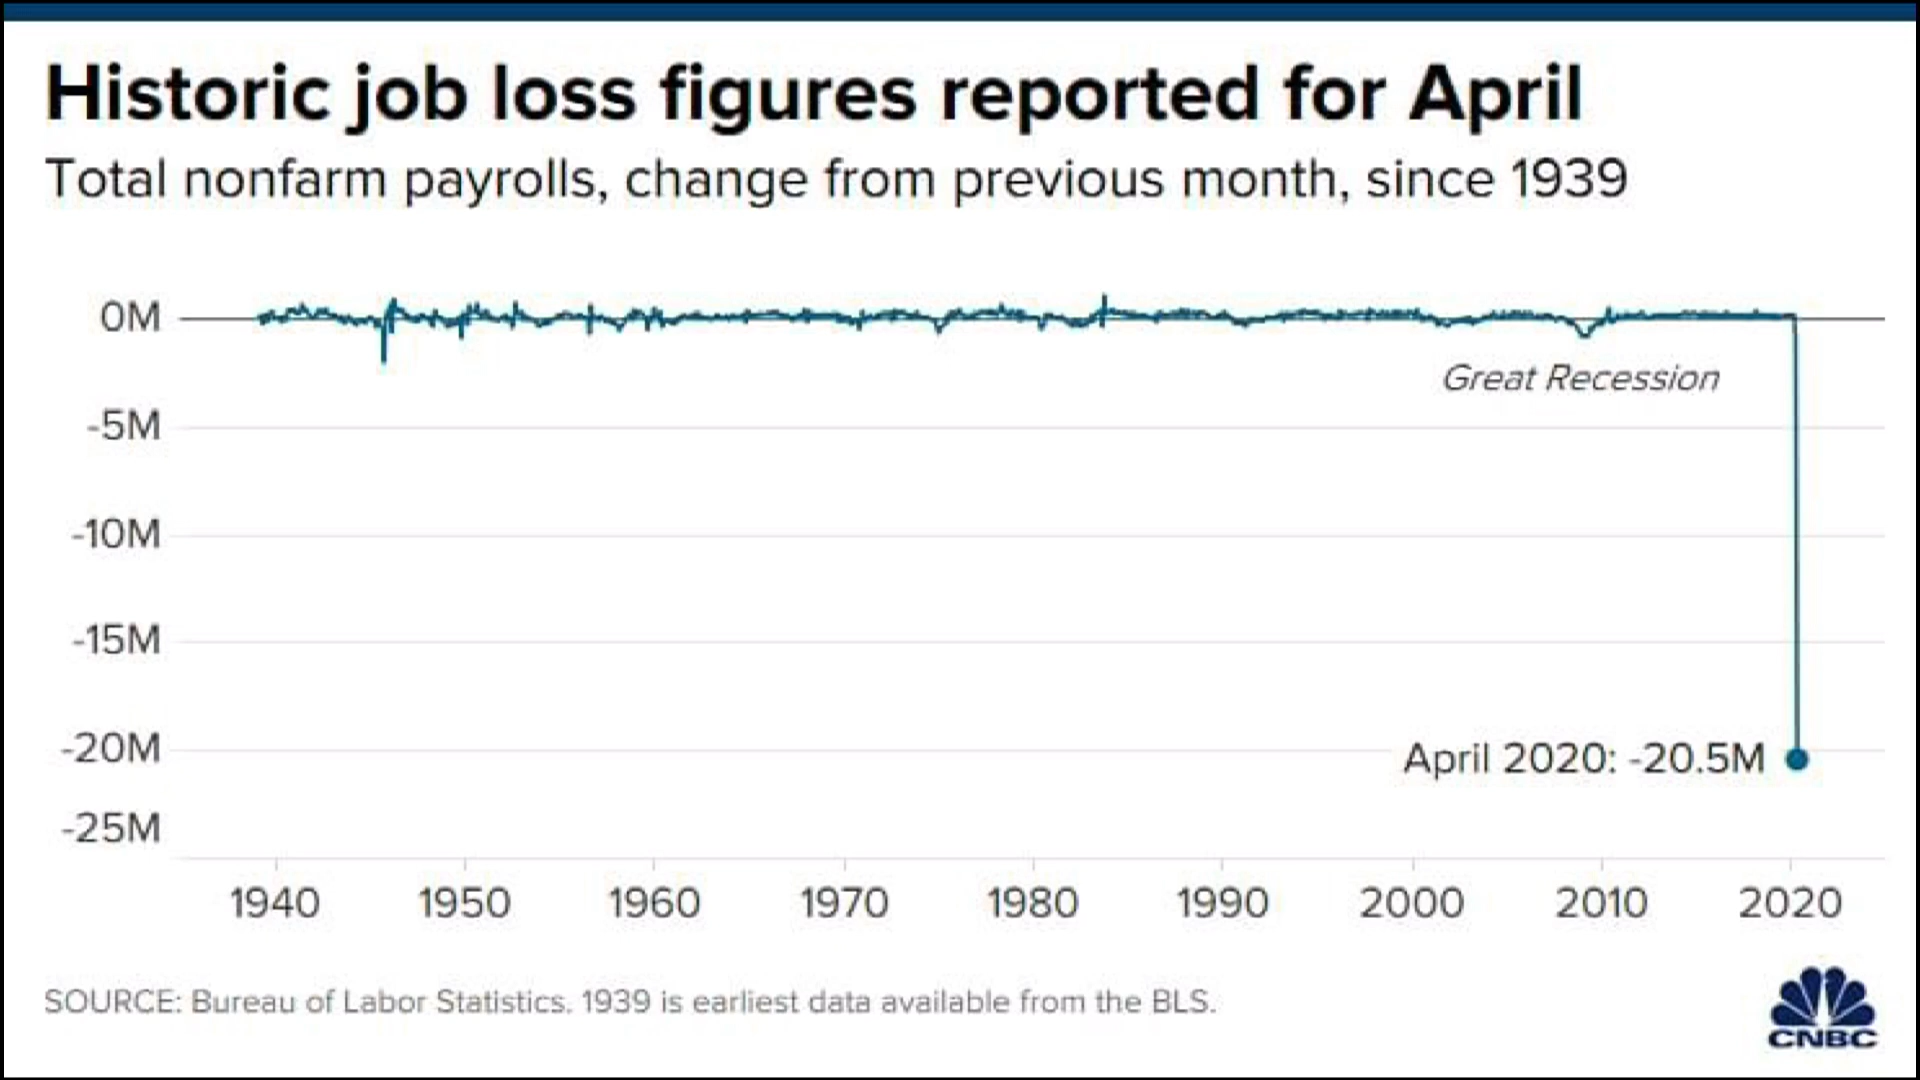 Historic job loss figures reported for April
Total nonfarm payrolls, change from previous month, since 1939
0M
Great Recession
-5M
-10M
-15M
-20M
April 2020: -20.5M
-25M
1940 1950 1960 1970 1980 1990 2000 2010 2020
SOURCE: Bureau of Labor Statistics. 1939 is earliest data available from the BLS.
CNBC